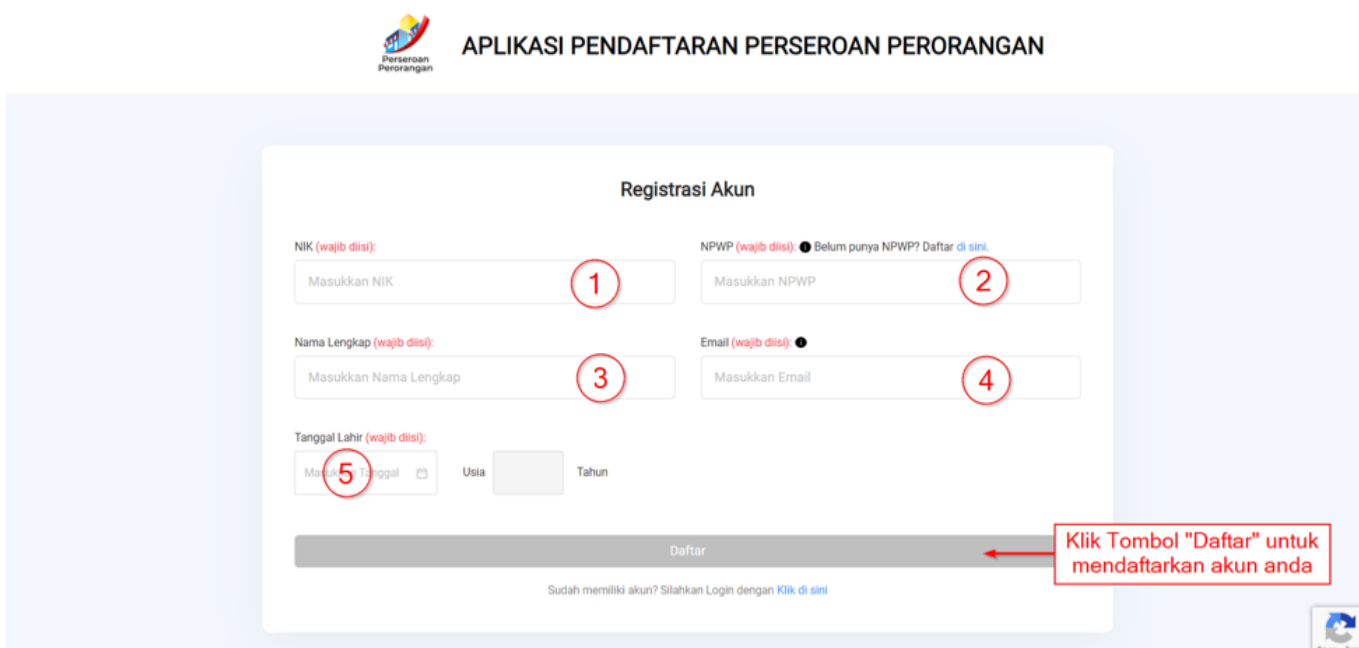 Perseroan
Perorangan
APLIKASI PENDAFTARAN PERSEROAN PERORANGAN
Registrasi Akun
NIK (wajib diisi):
NPWP (wajib diisi): Belum punya NPWP? Daftar di sini.
Masukkan NIK
1
Masukkan NPWP
2
Nama Lengkap (wajib diisi):
Email (wajib diisi):
Masukkan Nama Lengkap
3
Masukkan Email
4
Tanggal Lahir (wajib diisi):
Masukkan Tanggal
5
Usia
Tahun
Daftar
Klik Tombol "Daftar" untuk
mendaftarkan akun anda
Sudah memiliki akun? Silahkan Login dengan Klik di sini